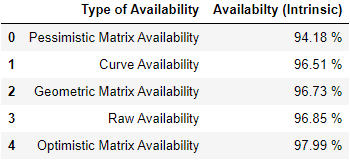 Type of Availability Availabilty (Intrinsic)
0 Pessimistic Matrix Availability 94.18 %
1 Curve Availability 96.51 %
2 Geometric Matrix Availability 96.73 %
3 Raw Availability 96.85 %
4 Optimistic Matrix Availability 97.99 %